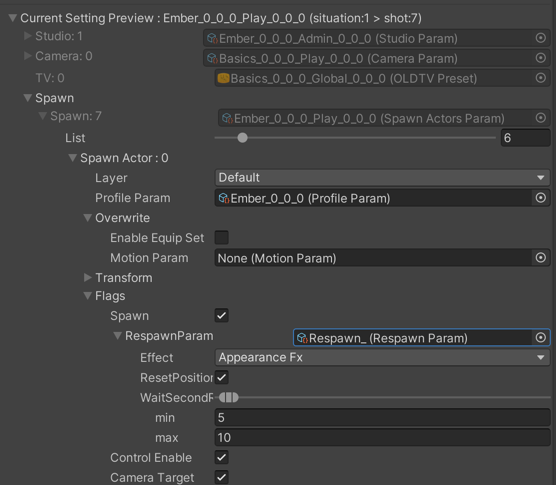 Current Setting Preview : Ember_0_0_0_Play_0_0_0 (situation:1 > shot:7)
Studio: 1 Ember_0_0_0_Admin_0_0_0 (Studio Param)
Camera: 0 Basics_0_0_0_Play_0_0_0 (Camera Param)
TV: 0 Basics_0_0_0_Global_0_0_0 (OLDTV Preset)
Spawn
Spawn: 7 Ember_0_0_0_Play_0_0_0 (Spawn Actors Param)
List 6
Spawn Actor : 0
Layer Default
Profile Param Ember_0_0_0 (Profile Param)
Overwrite
Enable Equip Set
Motion Param None (Motion Param)
Transform
Flags
Spawn
RespawnParam Respawn_ (Respawn Param)
Effect Appearance Fx
ResetPosition
WaitSecondR
min 5
max 10
Control Enable
Camera Target